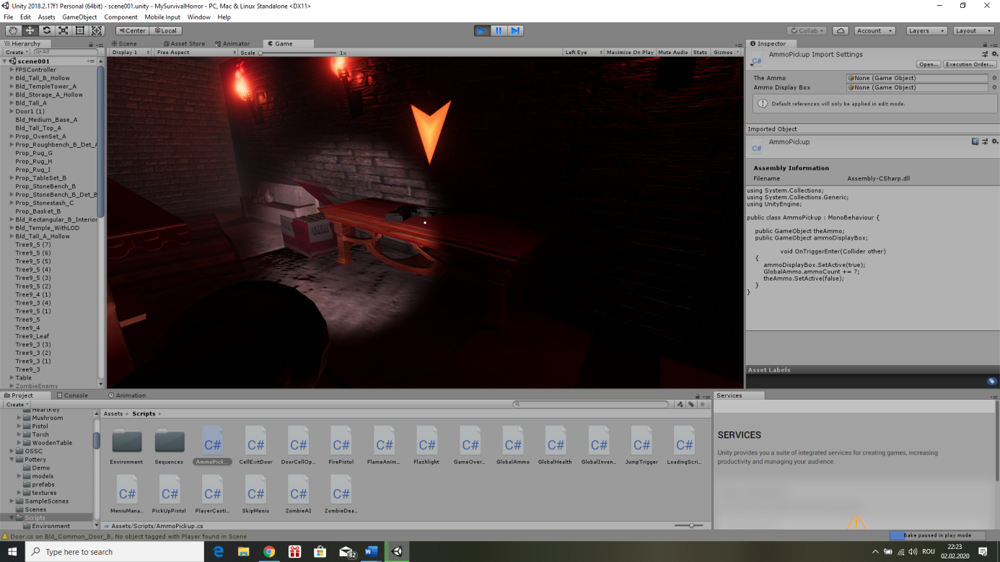 Unity 2018.2.17f1 Personal (64bit) - scene001.unity - MySurvivalHorror - PC, Mac & Linux Standalone <DX11>
File Edit Assets GameObject Component Mobile Input Window Help
Center Local Collab Account Layers Layout
Hierarchy
Create All
scene001
FPSController
Bld_Tall_B_Hollow
Bld_TempleTower_A
Bld_Storage_A_Hollow
Bld_Tall_A
Door1 (1)
Bld_Medium_Base_A
Bld_Tall_Top_A
Prop_OvenSet_A
Prop_Roughbench_B_Det_A
Prop_Rug_G
Prop_Rug_H
Prop_Rug_I
Prop_TableSet_B
Prop_StoneBench_B
Prop_StoneBench_B_Det_B
Prop_Stonestash_C
Prop_Basket_B
Bld_Rectangular_B_Interior
Bld_Temple_WithLOD
Bld_Tall_A_Hollow
Tree9_5 (7)
Tree9_5 (6)
Tree9_5 (5)
Tree9_5 (4)
Tree9_5 (3)
Tree9_5 (2)
Tree9_4 (1)
Tree9_3 (4)
Tree9_5 (1)
Tree9_5
Tree9_4
Tree9_Leaf
Tree9_3 (3)
Tree9_3 (2)
Tree9_3 (1)
Tree9_3
Table
ZombieEnemy
Scene Asset Store Animator Game
Display 1 Free Aspect Scale 1x Left Eye Maximize On Play Mute Audio Stats Gizmos
Inspector
AmmoPickup Import Settings
C#
Open... Execution Order...
The Ammo None (Game Object)
Ammo Display Box None (Game Object)
Default references will only be applied in edit mode.
Imported Object
AmmoPickup
C#
Assembly Information
Filename Assembly-CSharp.dll
using System.Collections;
using System.Collections.Generic;
using UnityEngine;
public class AmmoPickup : MonoBehaviour {
public GameObject theAmmo;
public GameObject ammoDisplayBox;
void OnTriggerEnter(Collider other)
{
ammoDisplayBox.SetActive(true);
GlobalAmmo.ammoCount += 7;
theAmmo.SetActive(false);
}
}
Asset Labels
Project Console Animation
Create
HeartKey
Mushroom
Pistol
Torch
WoodenTable
OSSC
Pottery
Demo
models
prefabs
textures
SampleScenes
Scenes
Scripts
Environment
Assets Scripts
C# C# C# C# C# C# C# C# C# C# C# C#
Environment Sequences AmmoPick... CellExitDoor DoorCellOp... FirePistol FlameAnim... Flashlight GameOver... GlobalAmmo GlobalHealth GlobalInven... JumpTrigger LoadingScri...
C# C# C# C# C# C#
MeniuMana... PickUpPistol PlayerCasti... SkipMeniu ZombieAI ZombieDea...
Assets/Scripts/AmmoPickup.cs
Services
SERVICES
Unity provides you a suite of integrated services for creating games, increasing
productivity and managing your audience.
Door.cs on Bld_Common_Door_B, No object tagged with Player found in Scene
Bake paused in play mode
Type here to search
32
ROU
22:23
02.02.2020